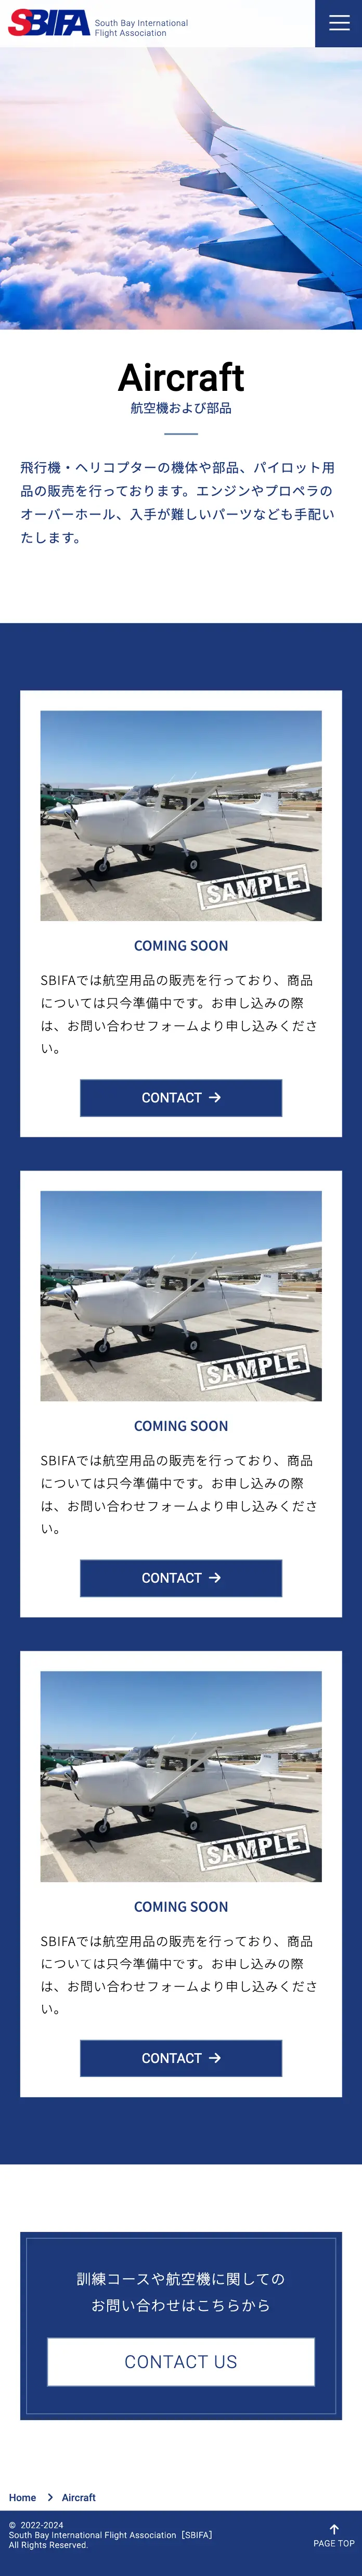 SBIFA South Bay International
Flight Association
Aircraft
航空機および部品
飛行機・ヘリコプターの機体や部品、パイロット用
品の販売を行っております。エンジンやプロペラの
オーバーホール、入手が難しいパーツなども手配い
たします。
SAMPLE
COMING SOON
SBIFAでは航空用品の販売を行っており、商品
については只今準備中です。お申し込みの際
は、お問い合わせフォームより申し込みくださ
い。
CONTACT →
SAMPLE
COMING SOON
SBIFAでは航空用品の販売を行っており、商品
については只今準備中です。お申し込みの際
は、お問い合わせフォームより申し込みくださ
い。
CONTACT →
SAMPLE
COMING SOON
SBIFAでは航空用品の販売を行っており、商品
については只今準備中です。お申し込みの際
は、お問い合わせフォームより申し込みくださ
い。
CONTACT →
訓練コースや航空機に関しての
お問い合わせはこちらから
CONTACT US
Home > Aircraft
© 2022-2024
South Bay International Flight Association［SBIFA］
All Rights Reserved.
PAGE TOP